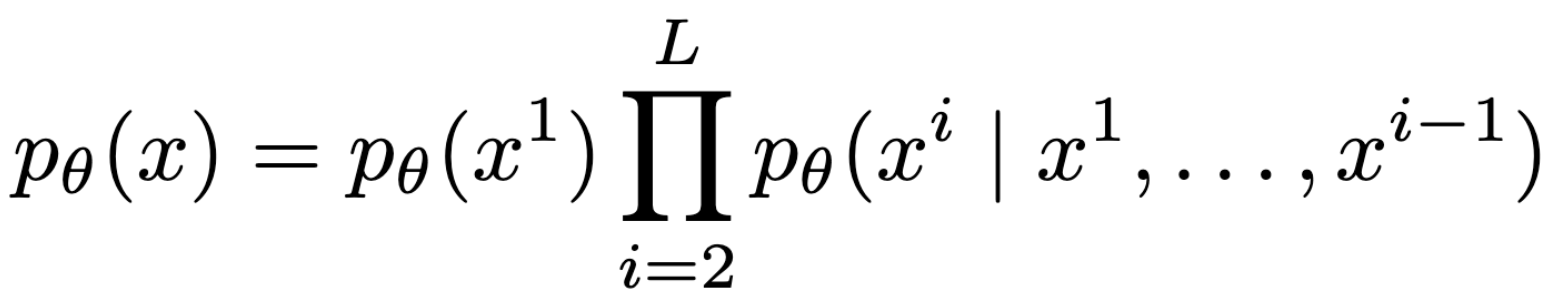 p_θ(x) = p_θ(x^1) ∏_{i=2}^{L} p_θ(x^i | x^1, ..., x^{i−1})